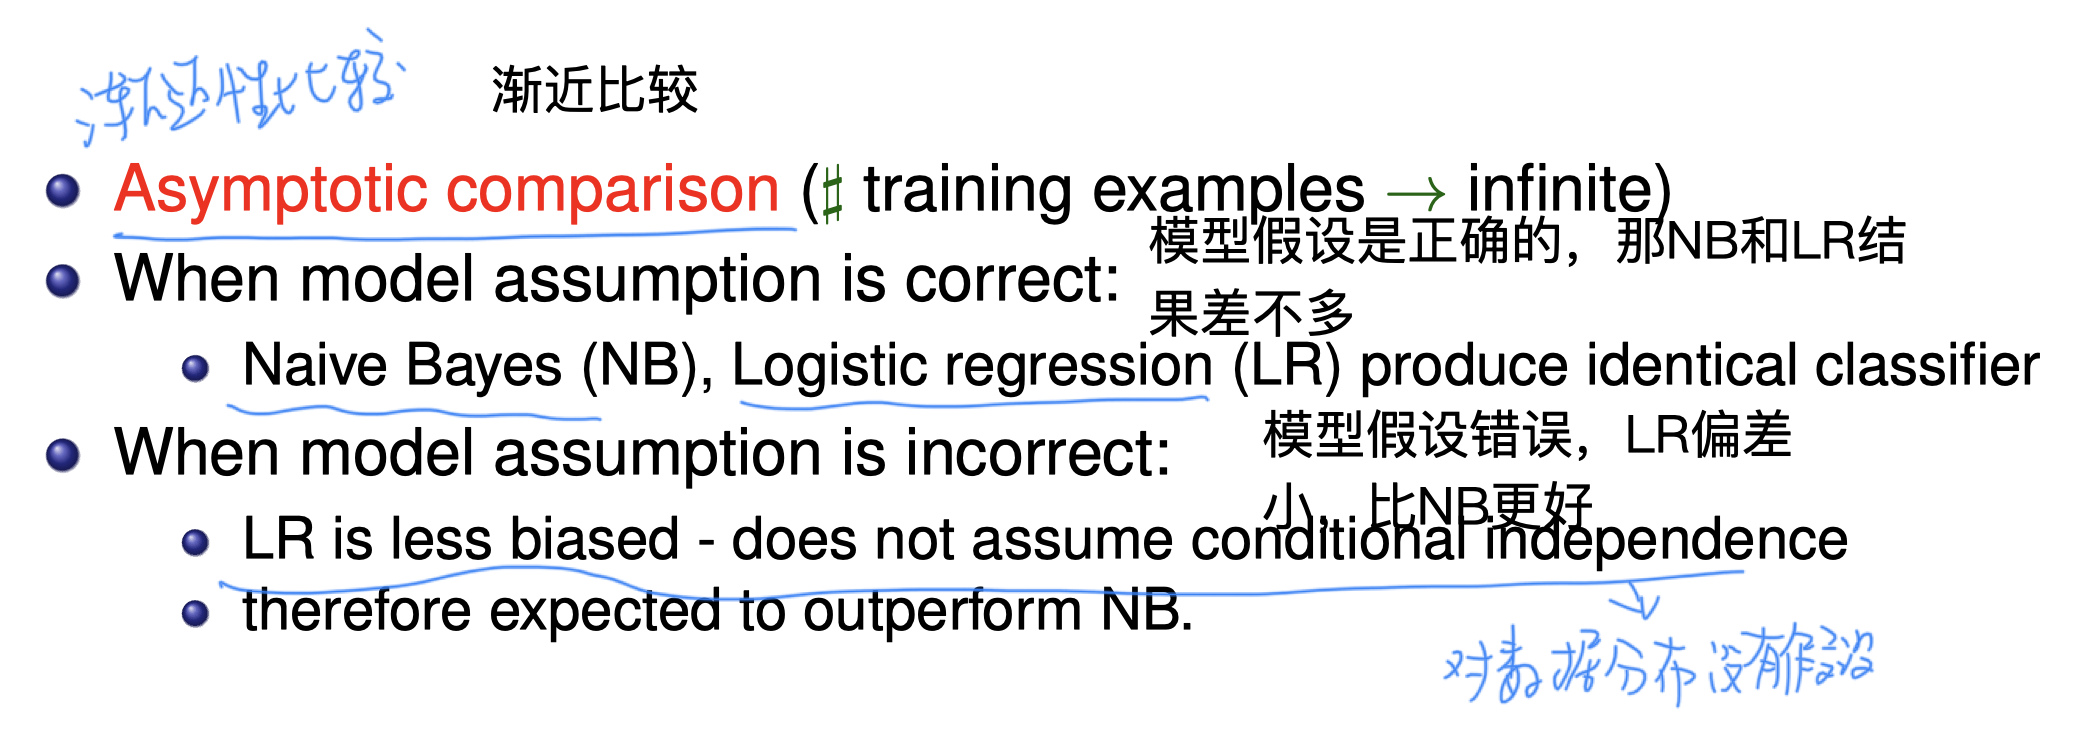 渐近性比较
渐近比较
Asymptotic comparison (♯ training examples → infinite)
模型假设是正确的，那NB和LR结
果差不多
When model assumption is correct:
Naive Bayes (NB), Logistic regression (LR) produce identical classifier
模型假设错误，LR偏差
小，比NB更好
When model assumption is incorrect:
LR is less biased - does not assume conditional independence
therefore expected to outperform NB.
对数据分布没有假设